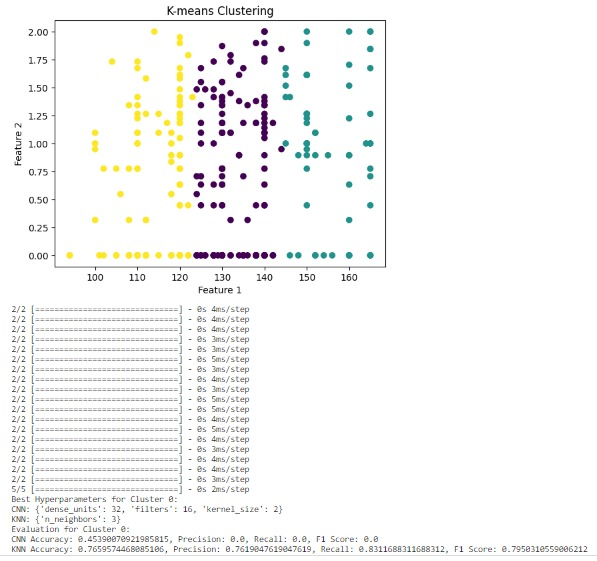 K-means Clustering
2.00
1.75
1.50
1.25
1.00
0.75
0.50
0.25
0.00
Feature 2
100 110 120 130 140 150 160
Feature 1
2/2 [==============================] - 0s 4ms/step
2/2 [==============================] - 0s 4ms/step
2/2 [==============================] - 0s 4ms/step
2/2 [==============================] - 0s 3ms/step
2/2 [==============================] - 0s 3ms/step
2/2 [==============================] - 0s 5ms/step
2/2 [==============================] - 0s 3ms/step
2/2 [==============================] - 0s 4ms/step
2/2 [==============================] - 0s 3ms/step
2/2 [==============================] - 0s 5ms/step
2/2 [==============================] - 0s 5ms/step
2/2 [==============================] - 0s 4ms/step
2/2 [==============================] - 0s 5ms/step
2/2 [==============================] - 0s 4ms/step
2/2 [==============================] - 0s 3ms/step
2/2 [==============================] - 0s 4ms/step
2/2 [==============================] - 0s 4ms/step
2/2 [==============================] - 0s 3ms/step
5/5 [==============================] - 0s 2ms/step
Best Hyperparameters for Cluster 0:
CNN: {'dense_units': 32, 'filters': 16, 'kernel_size': 2}
KNN: {'n_neighbors': 3}
Evaluation for Cluster 0:
CNN Accuracy: 0.45390070921985815, Precision: 0.0, Recall: 0.0, F1 Score: 0.0
KNN Accuracy: 0.7659574468085106, Precision: 0.7619047619047619, Recall: 0.8311688311688312, F1 Score: 0.7950310559006212